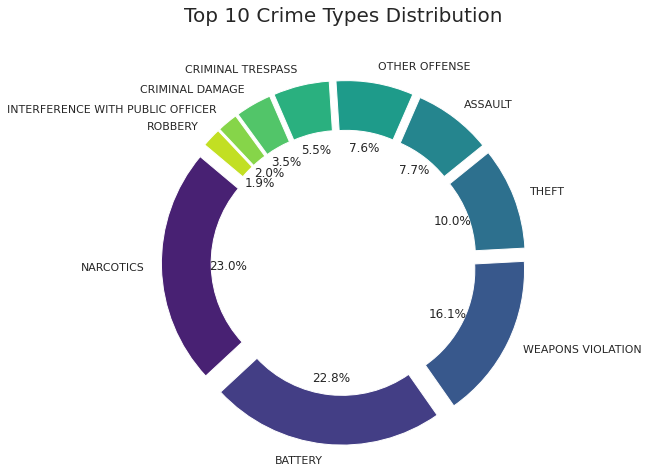 Top 10 Crime Types Distribution
OTHER OFFENSE
CRIMINAL TRESPASS
CRIMINAL DAMAGE
ASSAULT
INTERFERENCE WITH PUBLIC OFFICER
ROBBERY
5.5%
7.6%
3.5%
7.7%
2.0%
1.9%
THEFT
10.0%
NARCOTICS
23.0%
16.1%
WEAPONS VIOLATION
22.8%
BATTERY